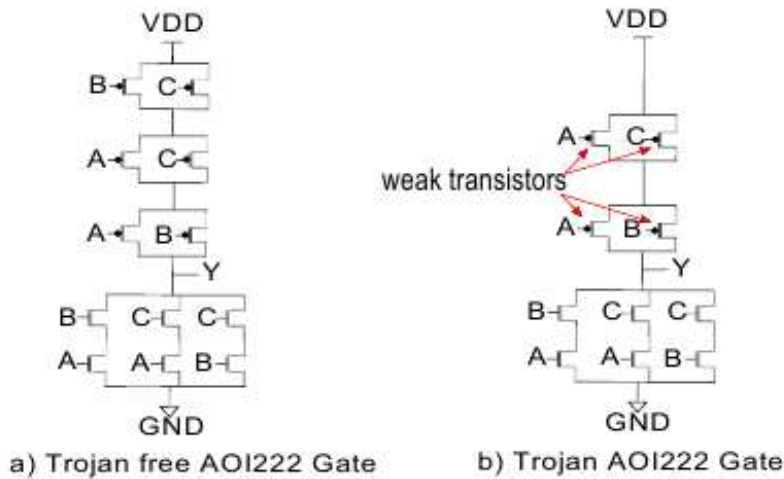 VDD
B C
A C
A B
Y
B C C
A A B
GND
a) Trojan free AOI222 Gate
VDD
A C
weak transistors
A B
Y
B C C
A A B
GND
b) Trojan AOI222 Gate